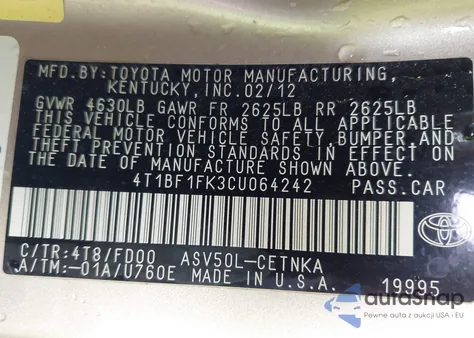 MFD.BY:TOYOTA MOTOR MANUFACTURING,
KENTUCKY,INC.02/12
GVWR 4630LB GAWR FR 2625LB RR 2625LB
THIS VEHICLE CONFORMS TO ALL APPLICABLE
FEDERAL MOTOR VEHICLE SAFETY,BUMPER,AND
THEFT PREVENTION STANDARDS IN EFFECT ON
THE DATE OF MANUFACTURE SHOWN ABOVE.
4T1BF1FK3CU064242 PASS.CAR
C/TR:4T8/FD00 ASV50L-CETNKA
A/TM:-01A/U760E MADE IN U.S.A.
19995
TOYOTA
autosnap
Pewne auta z aukcji USA i EU